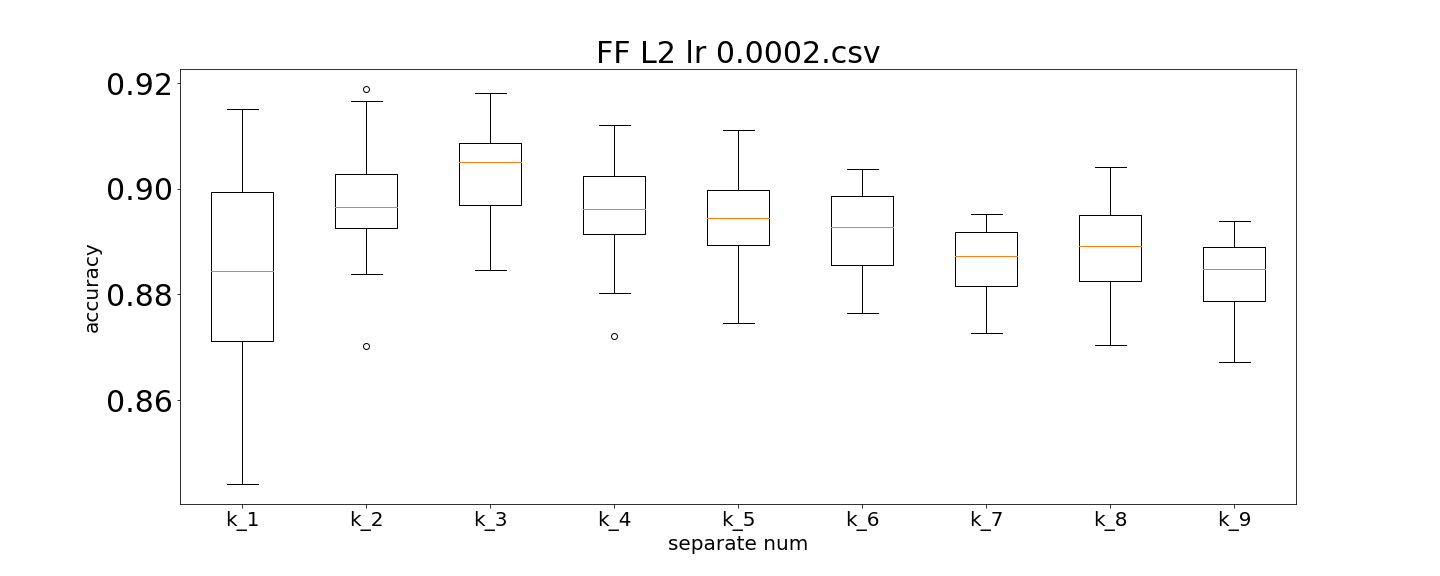 FF L2 lr 0.0002.csv
0.92
0.90
0.88
0.86
accuracy
k_1 k_2 k_3 k_4 k_5 k_6 k_7 k_8 k_9
separate num